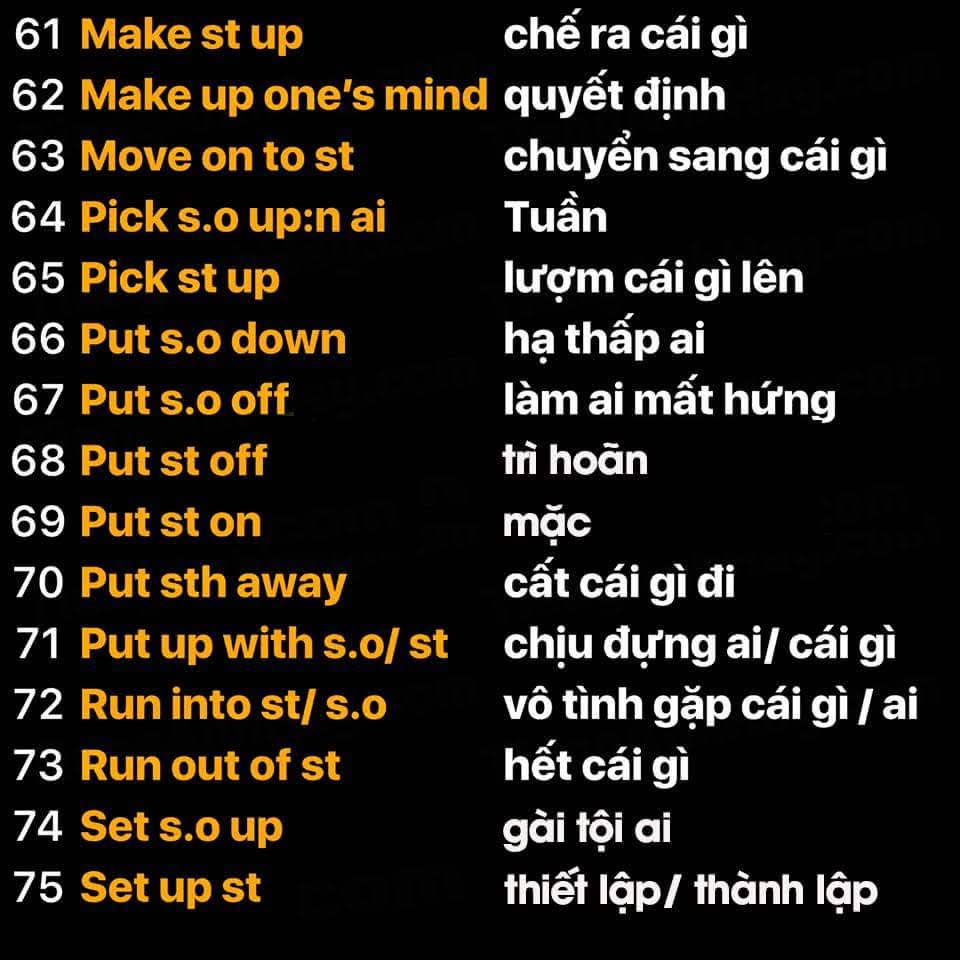 61 Make st up chế ra cái gì
62 Make up one's mind quyết định
63 Move on to st chuyển sang cái gì
64 Pick s.o up:n ai Tuần
65 Pick st up lượm cái gì lên
66 Put s.o down hạ thấp ai
67 Put s.o off làm ai mất hứng
68 Put st off trì hoãn
69 Put st on mặc
70 Put sth away cất cái gì đi
71 Put up with s.o/ st chịu đựng ai/ cái gì
72 Run into st/ s.o vô tình gặp cái gì / ai
73 Run out of st hết cái gì
74 Set s.o up gài tội ai
75 Set up st thiết lập/ thành lập